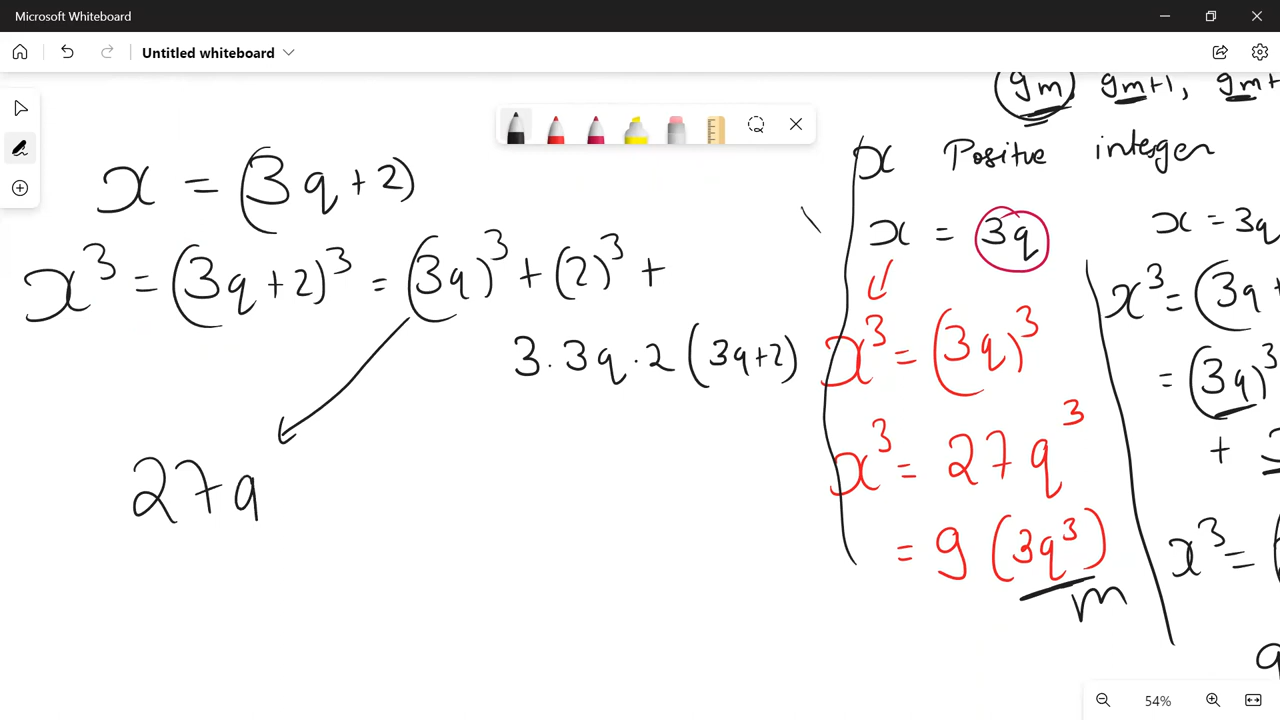 Microsoft Whiteboard
Untitled whiteboard
x = (3q+2)
x³ = (3q+2)³ = (3q)³ + (2)³ +
3.3q.2 (3q+2)
27q
9m 9m+1, 9m+
x Positive integer
x = 3q
x³ = (3q)³
x³ = 27q³
= 9 (3q³)
m
x = 3q
x³ = (3q+
= (3q)³
+
x³ = (
54%